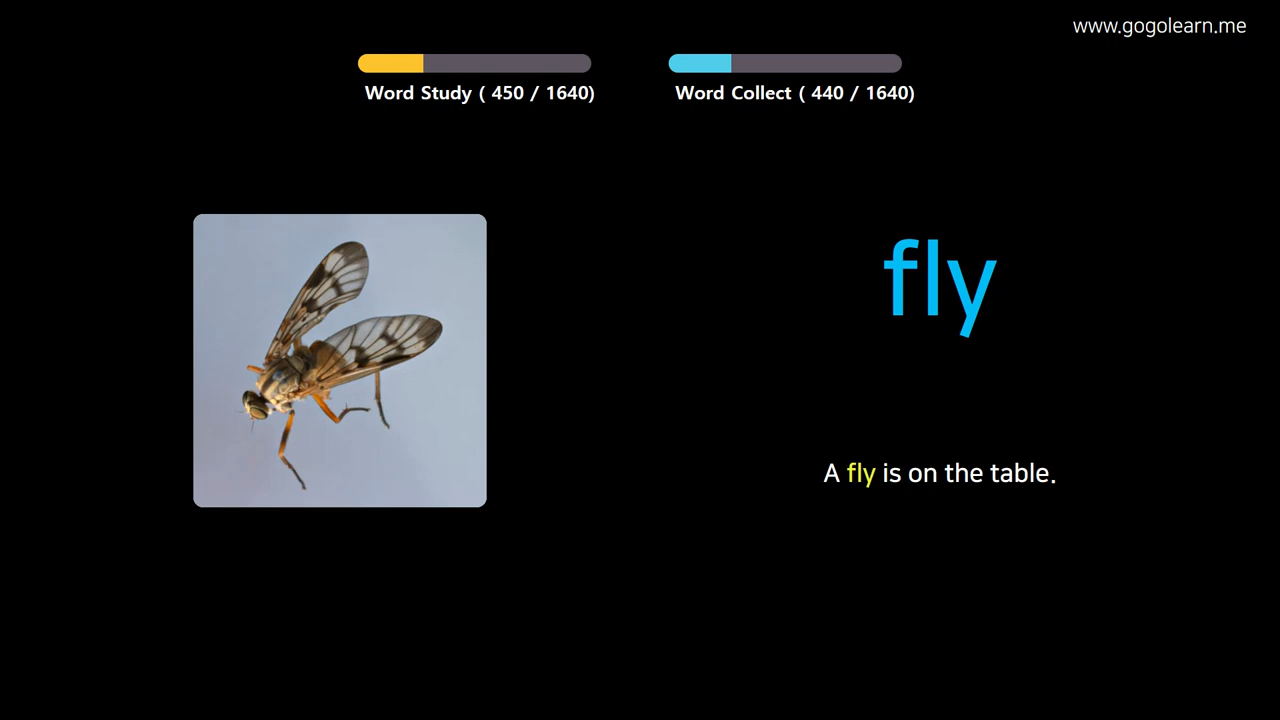 www.gogolearn.me
Word Study ( 450 / 1640)
Word Collect ( 440 / 1640)
fly
A fly is on the table.